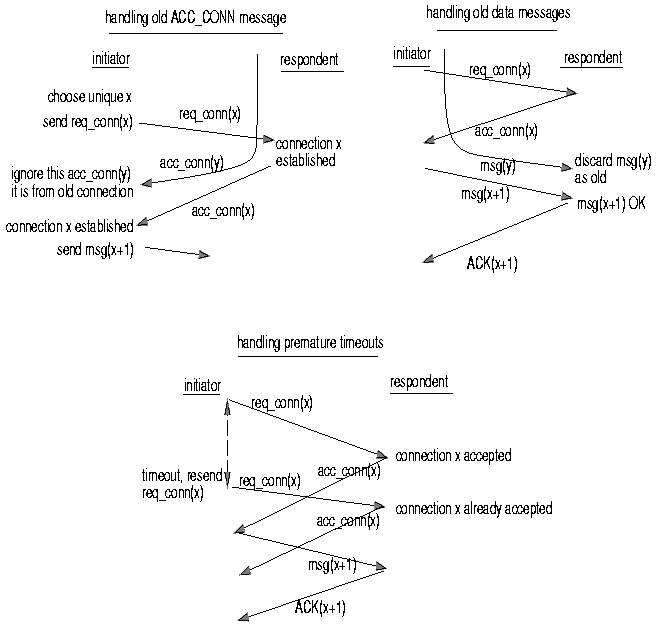 handling old ACC_CONN message
initiator
respondent
choose unique x
send req_conn(x)
req_conn(x)
connection x
established
acc_conn(y)
ignore this acc_conn(y)
it is from old connection
acc_conn(x)
connection x established
send msg(x+1)
handling old data messages
initiator
respondent
req_conn(x)
acc_conn(x)
msg(y)
discard msg(y)
as old
msg(x+1)
msg(x+1) OK
ACK(x+1)
handling premature timeouts
initiator
respondent
req_conn(x)
connection x accepted
acc_conn(x)
timeout, resend
req_conn(x)
req_conn(x)
connection x already accepted
acc_conn(x)
msg(x+1)
ACK(x+1)